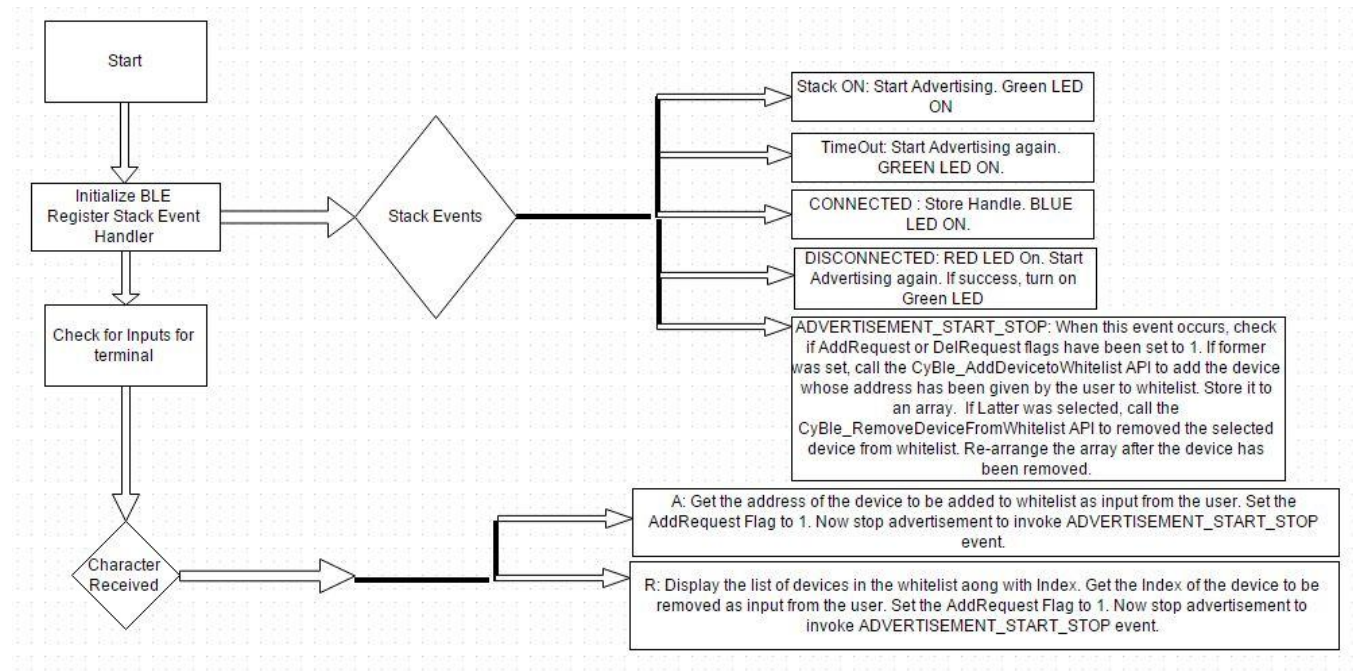 Start
Initialize BLE
Register Stack Event
Handler
Check for Inputs for
terminal
Character
Received
Stack Events
Stack ON: Start Advertising. Green LED
ON
TimeOut: Start Advertising again.
GREEN LED ON.
CONNECTED : Store Handle. BLUE
LED ON.
DISCONNECTED: RED LED On. Start
Advertising again. If success, turn on
Green LED
ADVERTISEMENT_START_STOP: When this event occurs, check
if AddRequest or DelRequest flags have been set to 1. If former
was set, call the CyBle_AddDevicetoWhitelist API to add the device
whose address has been given by the user to whitelist. Store it to
an array. If Latter was selected, call the
CyBle_RemoveDeviceFromWhitelist API to removed the selected
device from whitelist. Re-arrange the array after the device has
been removed.
A: Get the address of the device to be added to whitelist as input from the user. Set the
AddRequest Flag to 1. Now stop advertisement to invoke ADVERTISEMENT_START_STOP
event.
R: Display the list of devices in the whitelist aong with Index. Get the Index of the device to be
removed as input from the user. Set the AddRequest Flag to 1. Now stop advertisement to
invoke ADVERTISEMENT_START_STOP event.